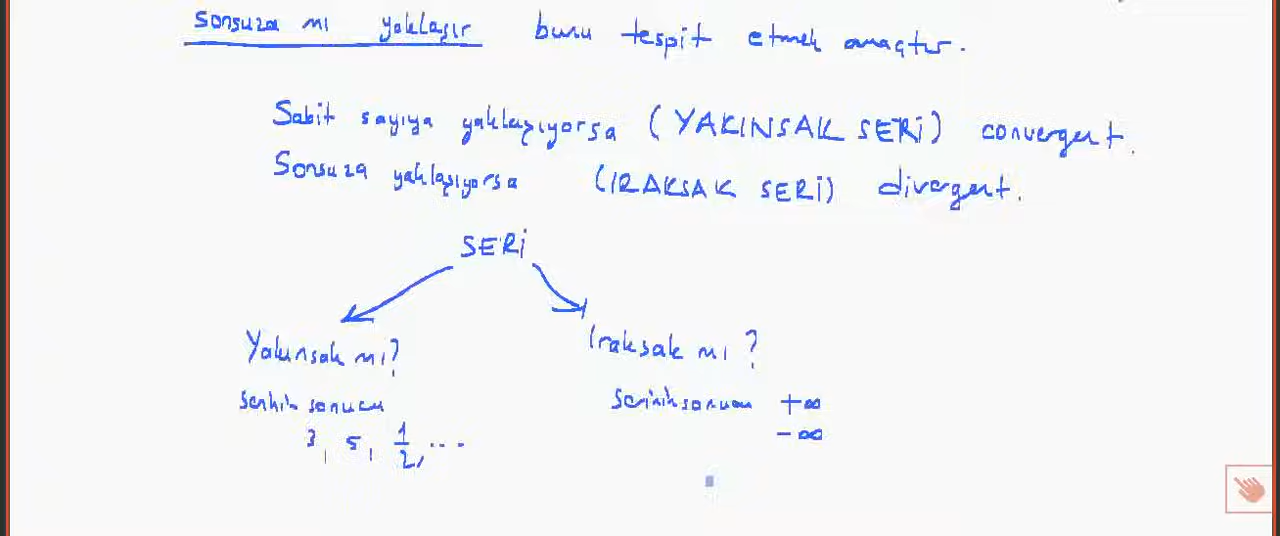 sonsuza mı yaklaşır bunu tespit etmek amaçtır.
Sabit sayıya yaklaşıyorsa (YAKINSAK SERİ) convergent.
Sonsuza yaklaşıyorsa (IRAKSAK SERİ) divergent.
SERİ
Yakınsak mı? Iraksak mı?
Serinin sonucu Serinin sonucu +∞
3, 5, 1/2, ... -∞